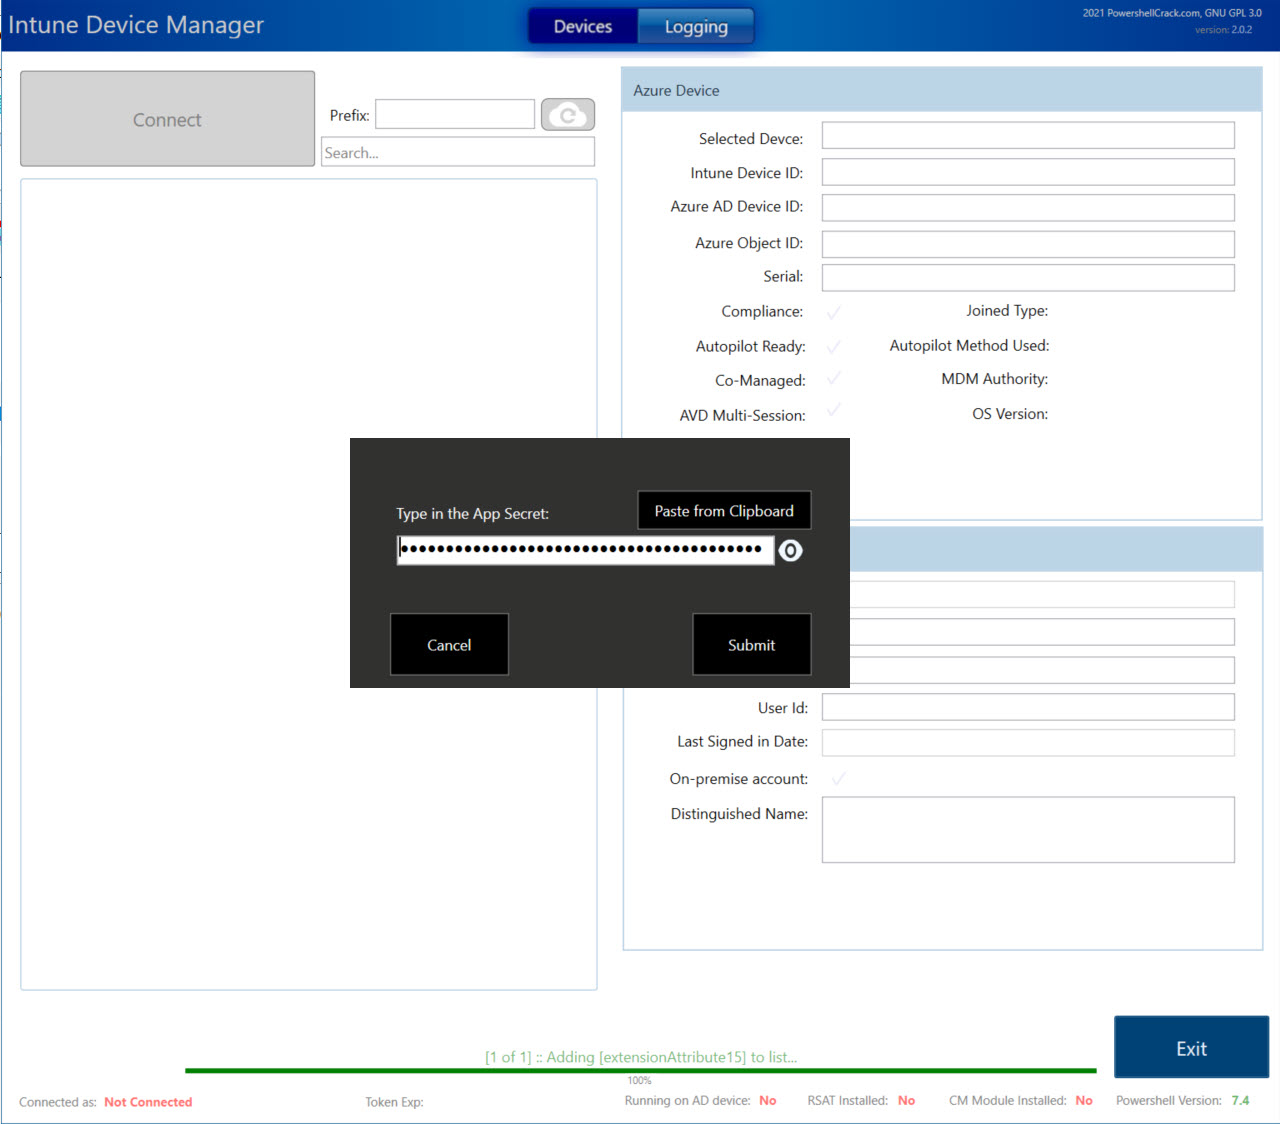 Intune Device Manager
Devices
Logging
2021 PowershellCrack.com, GNU GPL 3.0
version: 2.0.2
Connect
Prefix:
Search...
Azure Device
Selected Devce:
Intune Device ID:
Azure AD Device ID:
Azure Object ID:
Serial:
Compliance:
Joined Type:
Autopilot Ready:
Autopilot Method Used:
Co-Managed:
MDM Authority:
AVD Multi-Session:
OS Version:
Type in the App Secret:
Paste from Clipboard
Cancel
Submit
User Id:
Last Signed in Date:
On-premise account:
Distinguished Name:
[1 of 1] :: Adding [extensionAttribute15] to list...
100%
Exit
Connected as: Not Connected
Token Exp:
Running on AD device: No
RSAT Installed: No
CM Module Installed: No
Powershell Version: 7.4